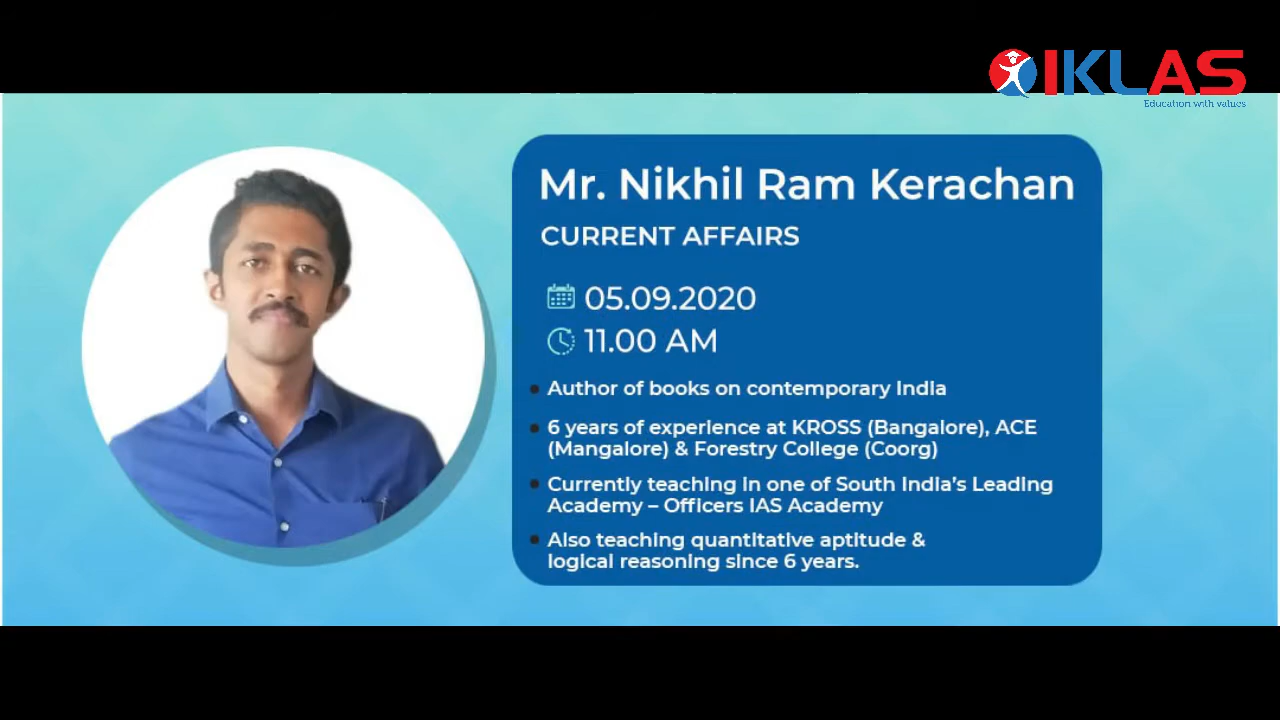 IKLAS
Education with values
Mr. Nikhil Ram Kerachan
CURRENT AFFAIRS
05.09.2020
11.00 AM
• Author of books on contemporary India
• 6 years of experience at KROSS (Bangalore), ACE
(Mangalore) & Forestry College (Coorg)
• Currently teaching in one of South India's Leading
Academy – Officers IAS Academy
• Also teaching quantitative aptitude &
logical reasoning since 6 years.